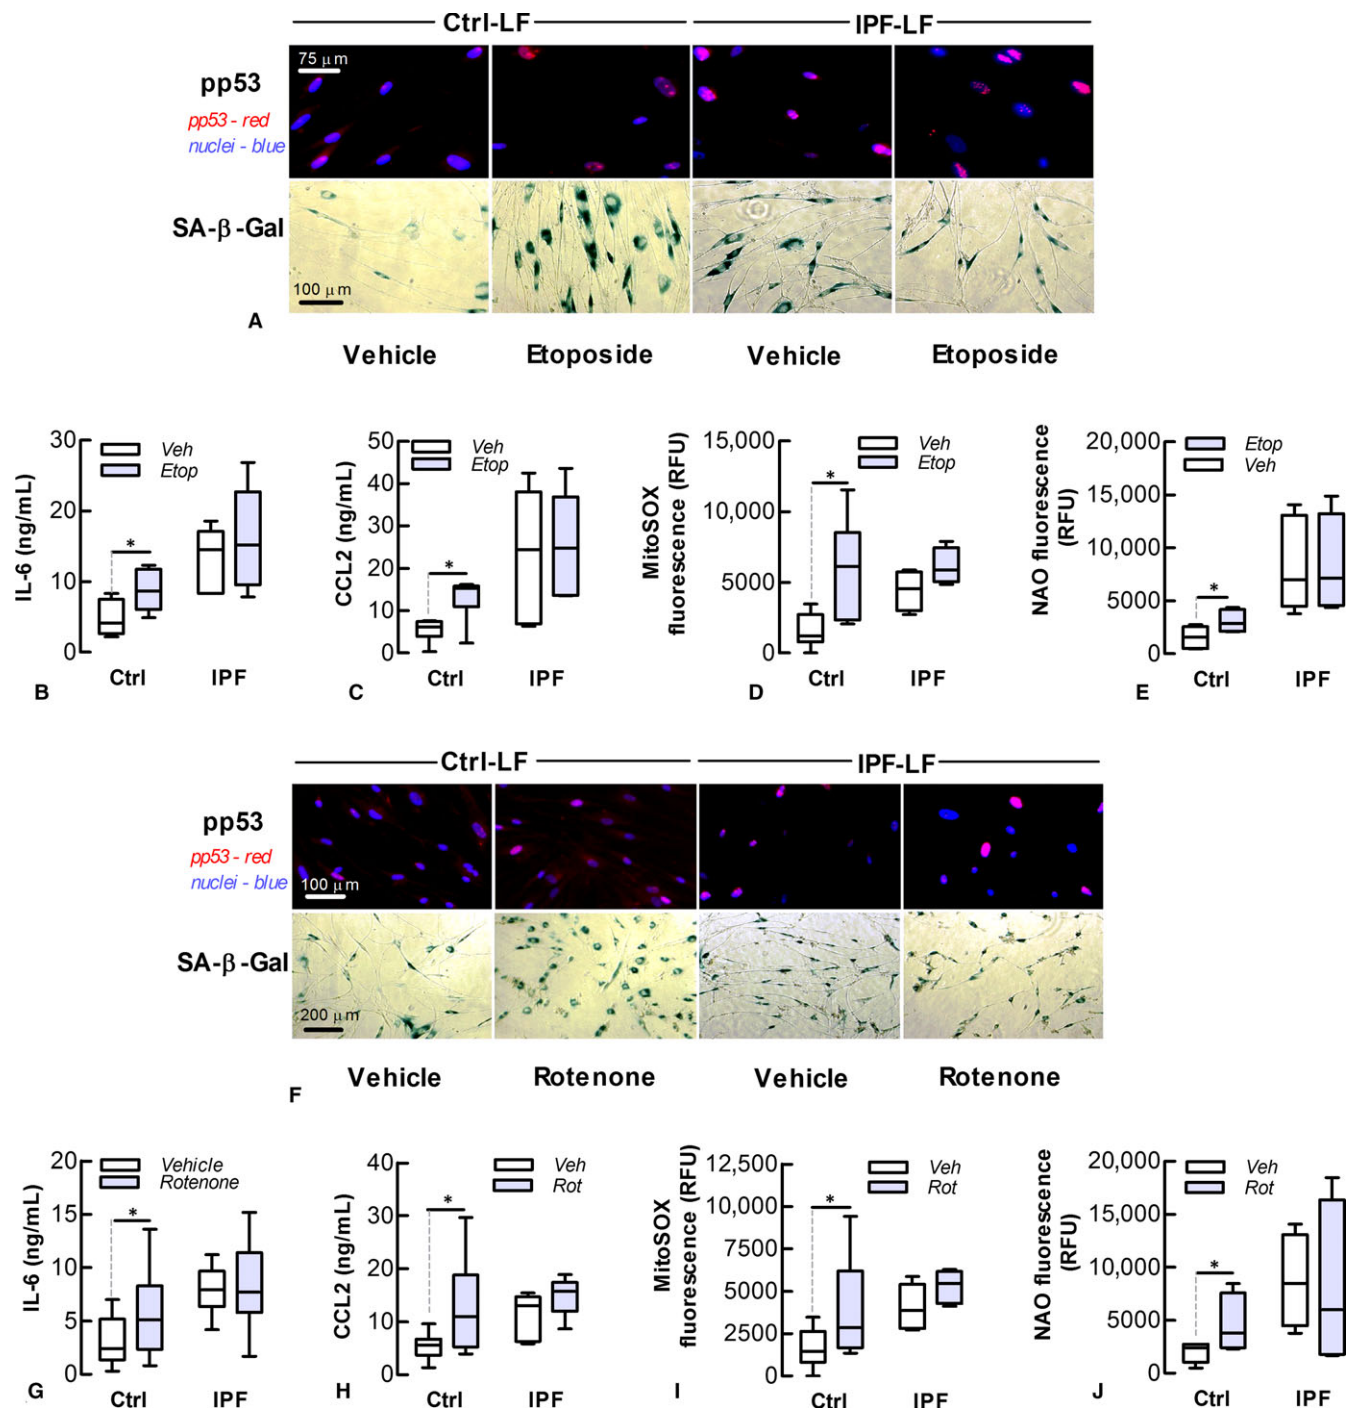 Ctrl-LF IPF-LF
75 μm
pp53
pp53 - red
nuclei - blue
SA-β-Gal
100 μm
A
Vehicle Etoposide Vehicle Etoposide
IL-6 (ng/mL)
30
20
10
0
Veh
Etop
*
Ctrl IPF
B
CCL2 (ng/mL)
50
40
30
20
10
0
Veh
Etop
*
Ctrl IPF
C
MitoSOX
fluorescence (RFU)
15,000
10,000
5000
0
Veh
Etop
*
Ctrl IPF
D
NAO fluorescence
(RFU)
20,000
15,000
10,000
5000
0
Etop
Veh
*
Ctrl IPF
E
Ctrl-LF IPF-LF
pp53
pp53 - red
nuclei - blue
100 μm
SA-β-Gal
200 μm
F
Vehicle Rotenone Vehicle Rotenone
IL-6 (ng/mL)
20
15
10
5
0
Vehicle
Rotenone
*
Ctrl IPF
G
CCL2 (ng/mL)
40
30
20
10
0
Veh
Rot
*
Ctrl IPF
H
MitoSOX
fluorescence (RFU)
12,500
10,000
7500
5000
2500
0
Veh
Rot
*
Ctrl IPF
I
NAO fluorescence
(RFU)
20,000
15,000
10,000
5000
0
Veh
Rot
*
Ctrl IPF
J